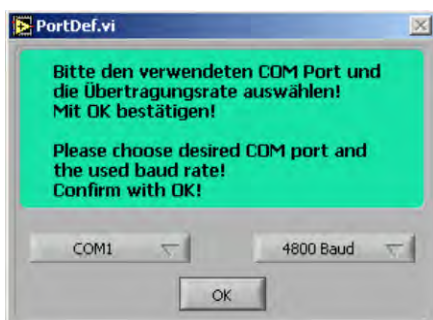 PortDef.vi
Bitte den verwendeten COM Port und
die Übertragungsrate auswählen!
Mit OK bestätigen!
Please choose desired COM port and
the used baud rate!
Confirm with OK!
COM1 4800 Baud
OK